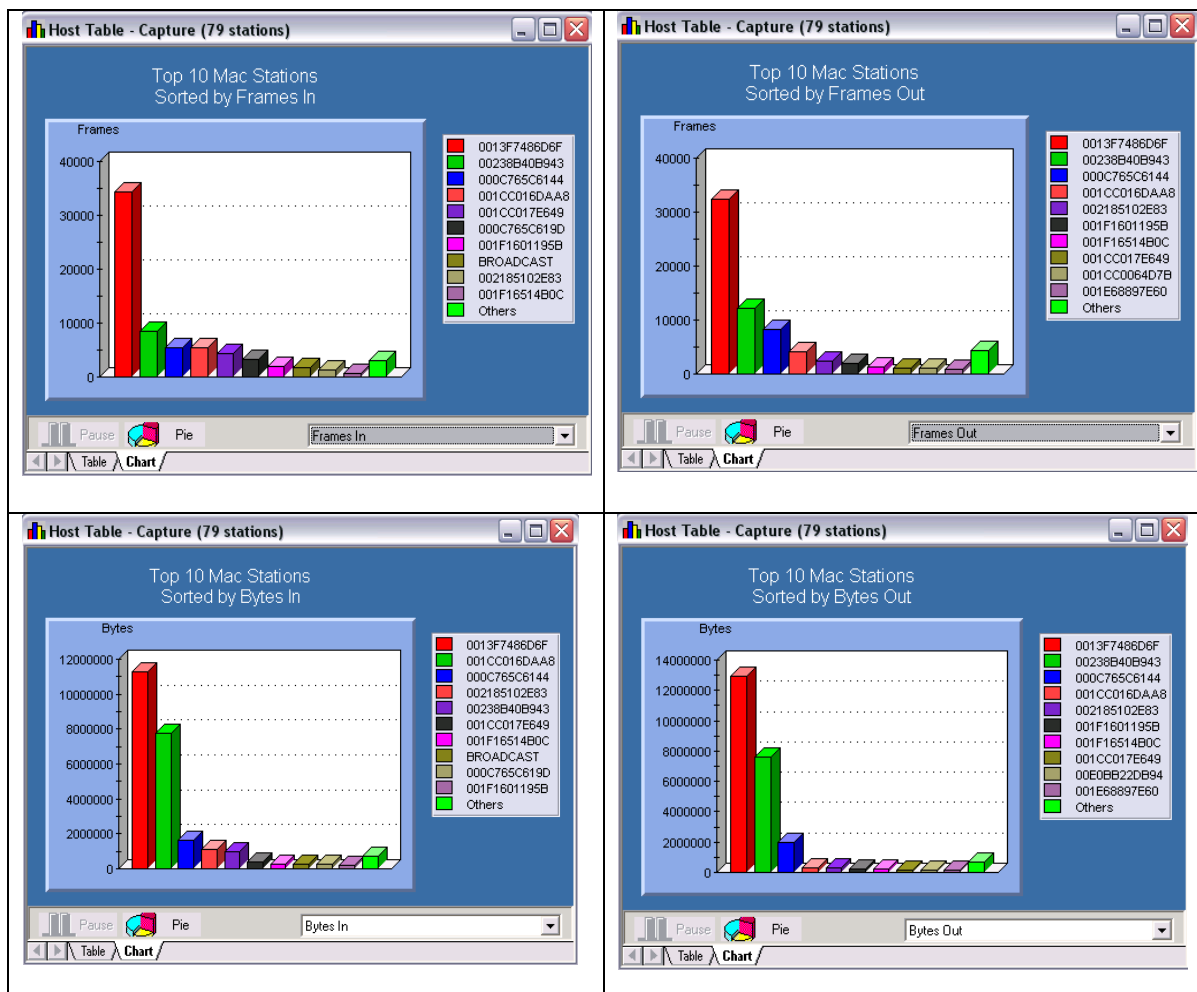 Host Table - Capture (79 stations)
Top 10 Mac Stations
Sorted by Frames In
Frames
40000
30000
20000
10000
0
0013F7486D6F
00238B40B943
000C765C6144
001CC016DAA8
001CC017E649
000C765C619D
001F1601195B
BROADCAST
002185102E83
001F16514B0C
Others
Pause
Pie
Frames In
Table
Chart
Host Table - Capture (79 stations)
Top 10 Mac Stations
Sorted by Frames Out
Frames
40000
30000
20000
10000
0
0013F7486D6F
00238B40B943
000C765C6144
001CC016DAA8
002185102E83
001F1601195B
001F16514B0C
001CC017E649
001CC0064D7B
001E68897E60
Others
Pause
Pie
Frames Out
Table
Chart
Host Table - Capture (79 stations)
Top 10 Mac Stations
Sorted by Bytes In
Bytes
12000000
10000000
8000000
6000000
4000000
2000000
0
0013F7486D6F
001CC016DAA8
000C765C6144
002185102E83
00238B40B943
001CC017E649
001F16514B0C
BROADCAST
000C765C619D
001F1601195B
Others
Pause
Pie
Bytes In
Table
Chart
Host Table - Capture (79 stations)
Top 10 Mac Stations
Sorted by Bytes Out
Bytes
14000000
12000000
10000000
8000000
6000000
4000000
2000000
0
0013F7486D6F
00238B40B943
000C765C6144
001CC016DAA8
002185102E83
001F1601195B
001F16514B0C
001CC017E649
00E0BB22DB94
001E68897E60
Others
Pause
Pie
Bytes Out
Table
Chart